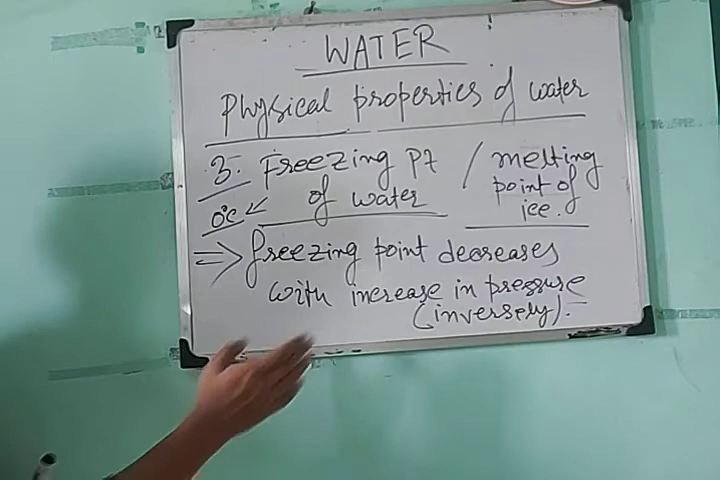 WATER
Physical properties of water
3. Freezing pt / melting
of water point of
0°C ice.
⇒ freezing point decreases
with increase in pressure
(inversely).